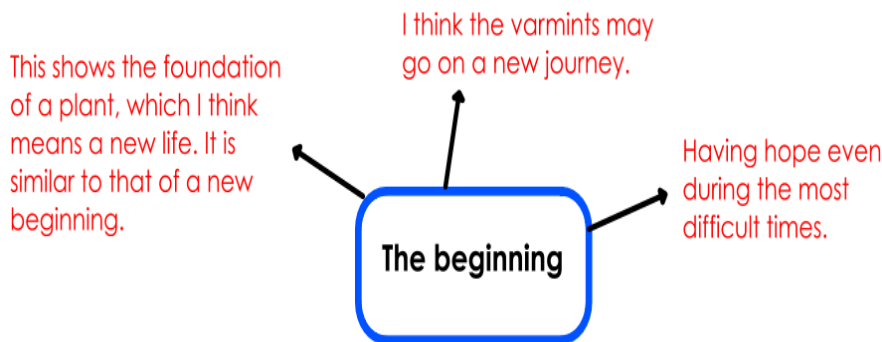 This shows the foundation
of a plant, which I think
means a new life. It is
similar to that of a new
beginning.
I think the varmints may
go on a new journey.
Having hope even
during the most
difficult times.
The beginning